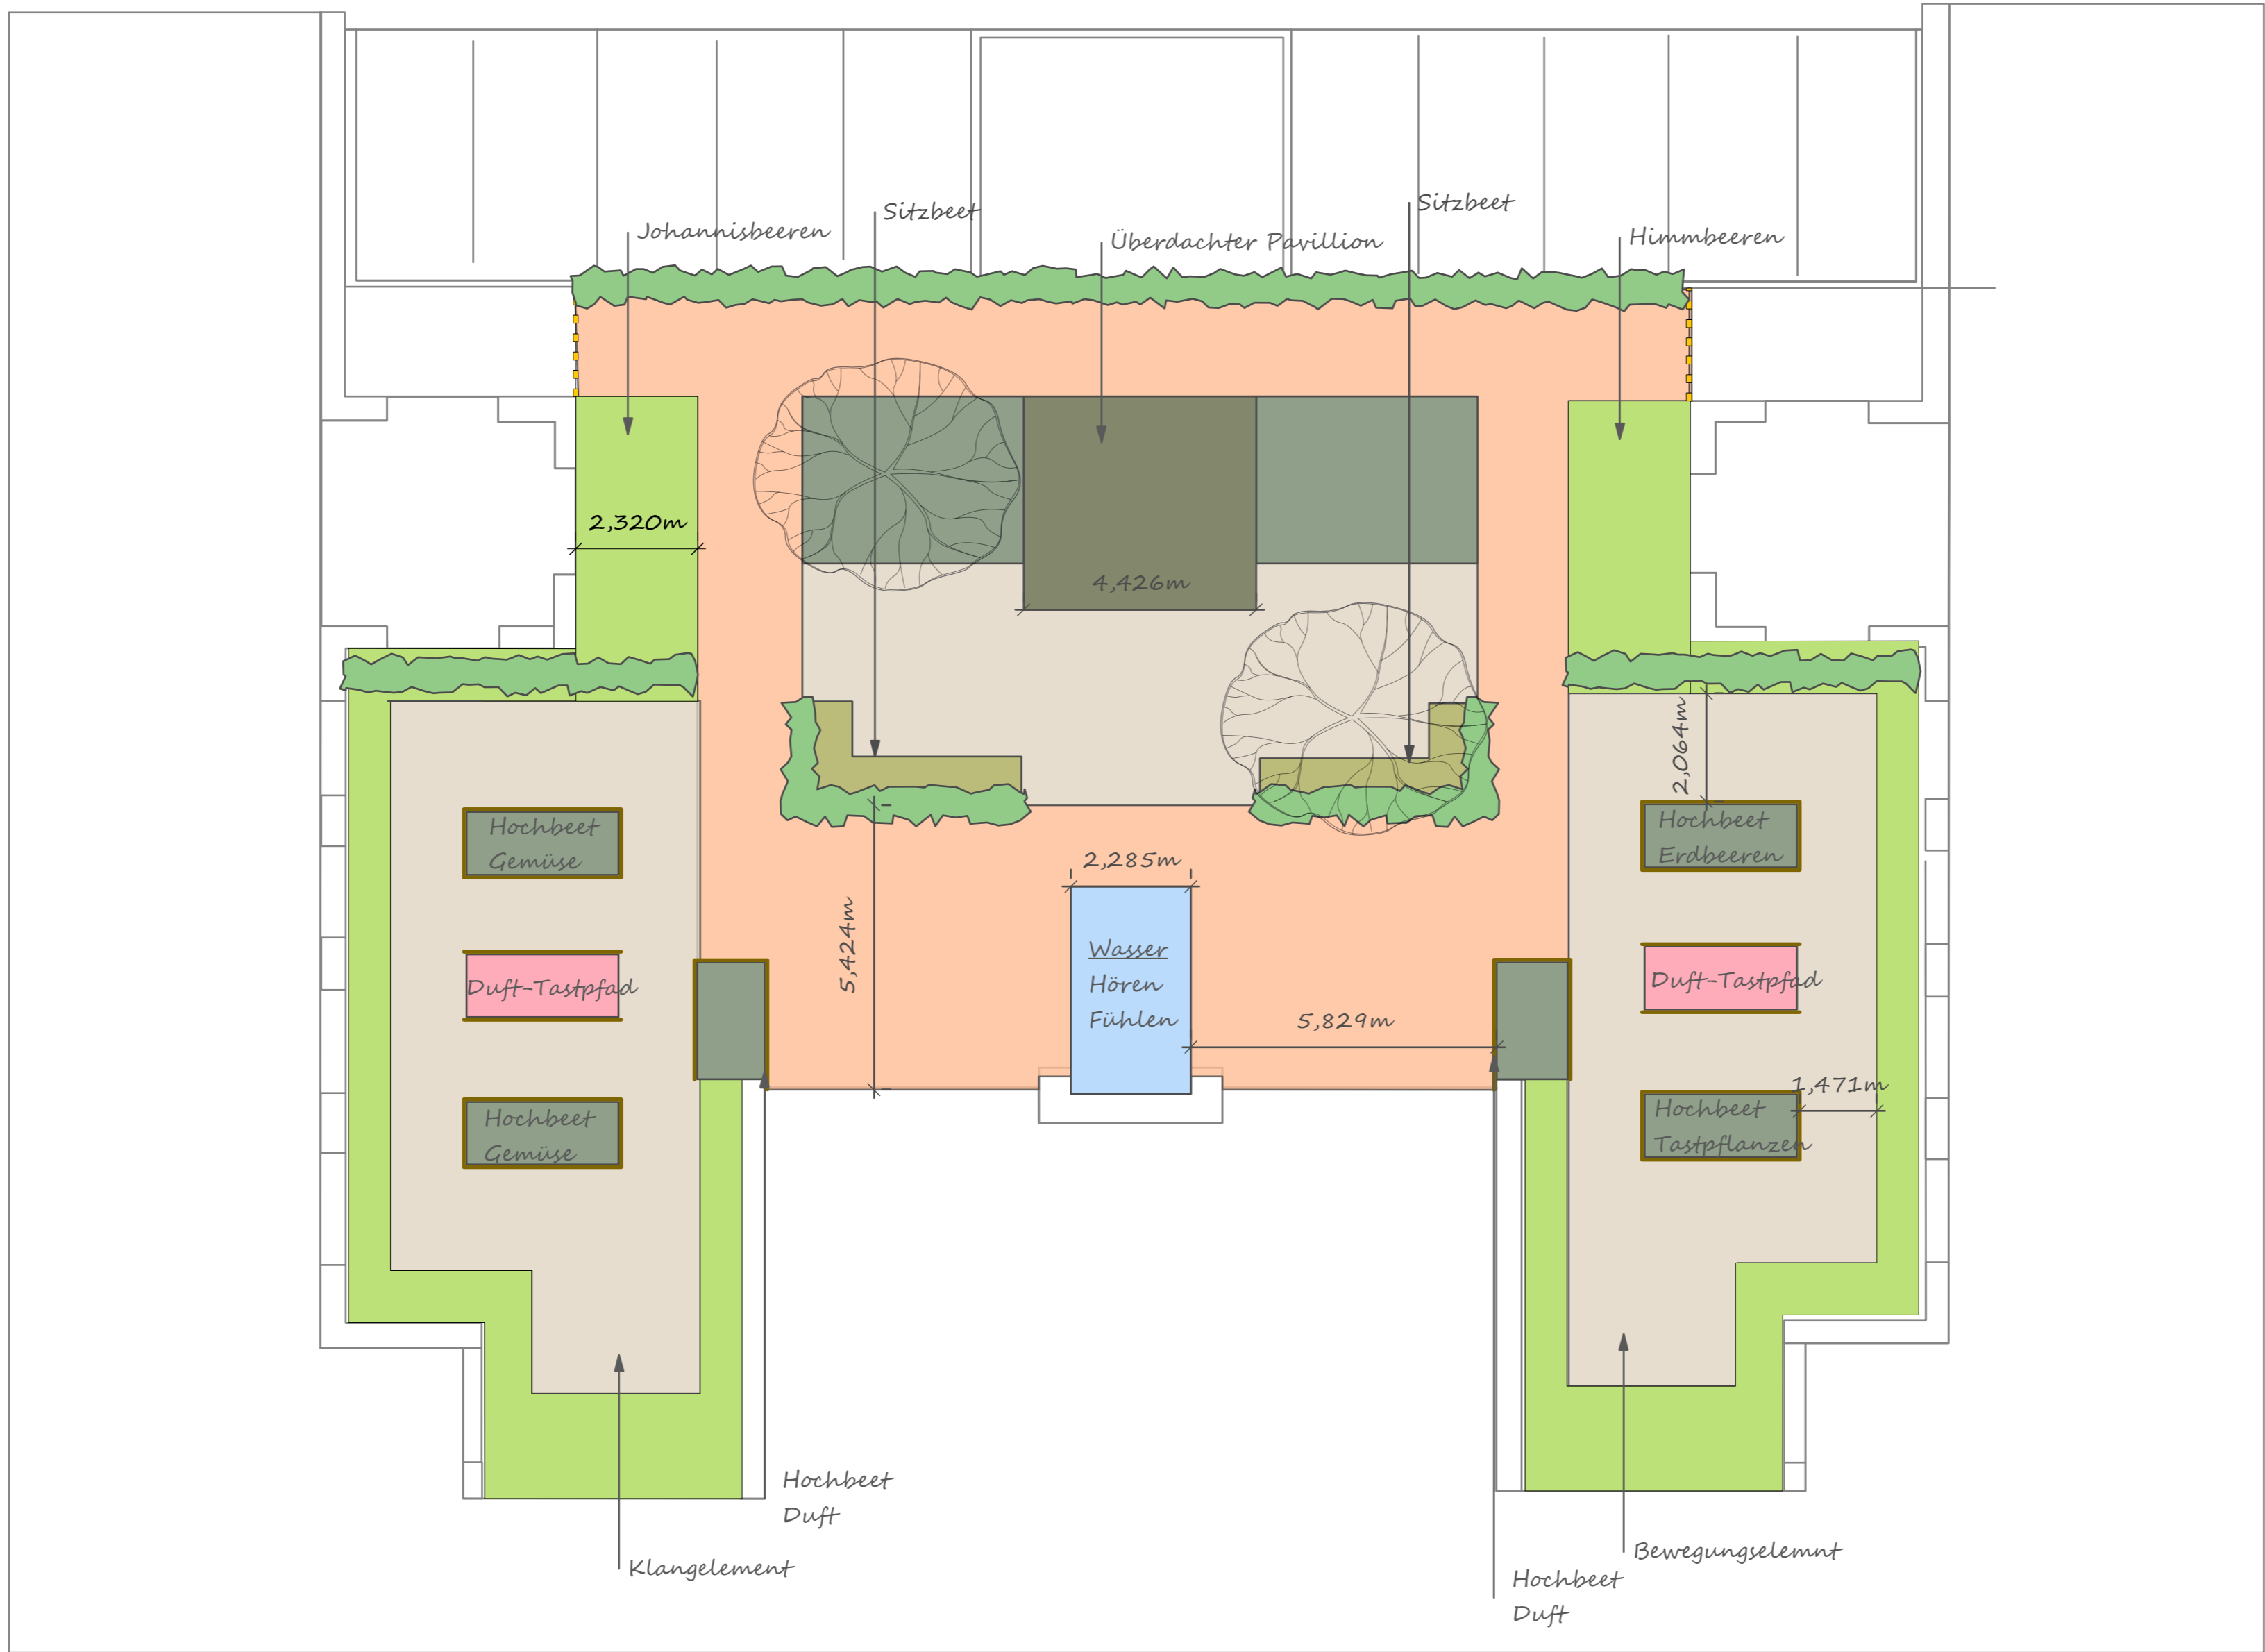 Sitzbeet
Sitzbeet
Johannisbeeren
Überdachter Pavillion
Himmbeeren
2,320m
4,426m
2,064m
Hochbeet
Gemüse
Hochbeet
Erdbeeren
2,285m
5,424m
Wasser
Hören
Fühlen
Duft-Tastpfad
Duft-Tastpfad
5,829m
1,471m
Hochbeet
Gemüse
Hochbeet
Tastpflanzen
Hochbeet
Duft
Klangelement
Bewegungselemnt
Hochbeet
Duft